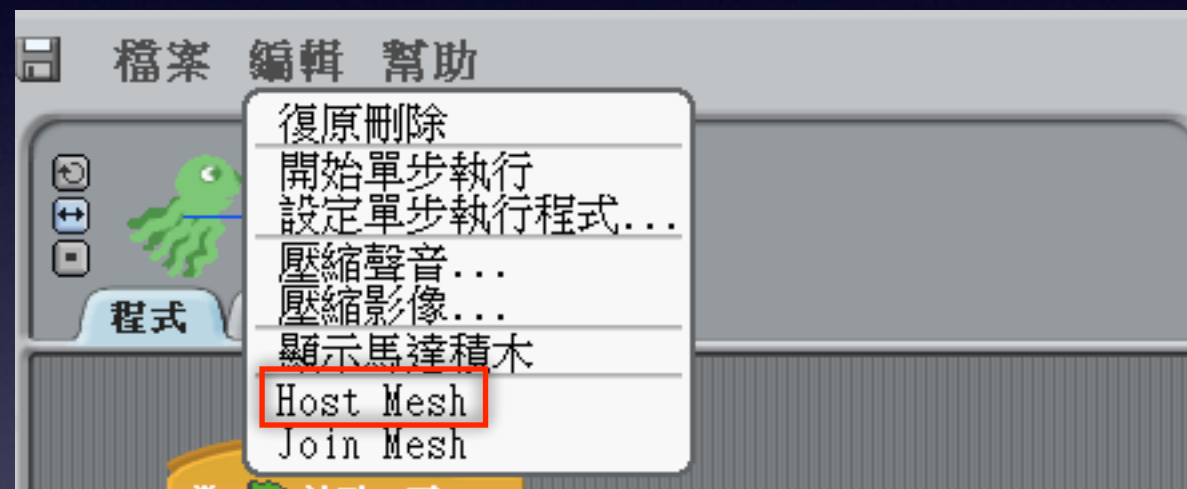 檔案 編輯 幫助
復原刪除
開始單步執行
設定單步執行程式...
壓縮聲音...
壓縮影像...
顯示馬達積木
Host Mesh
Join Mesh
程式